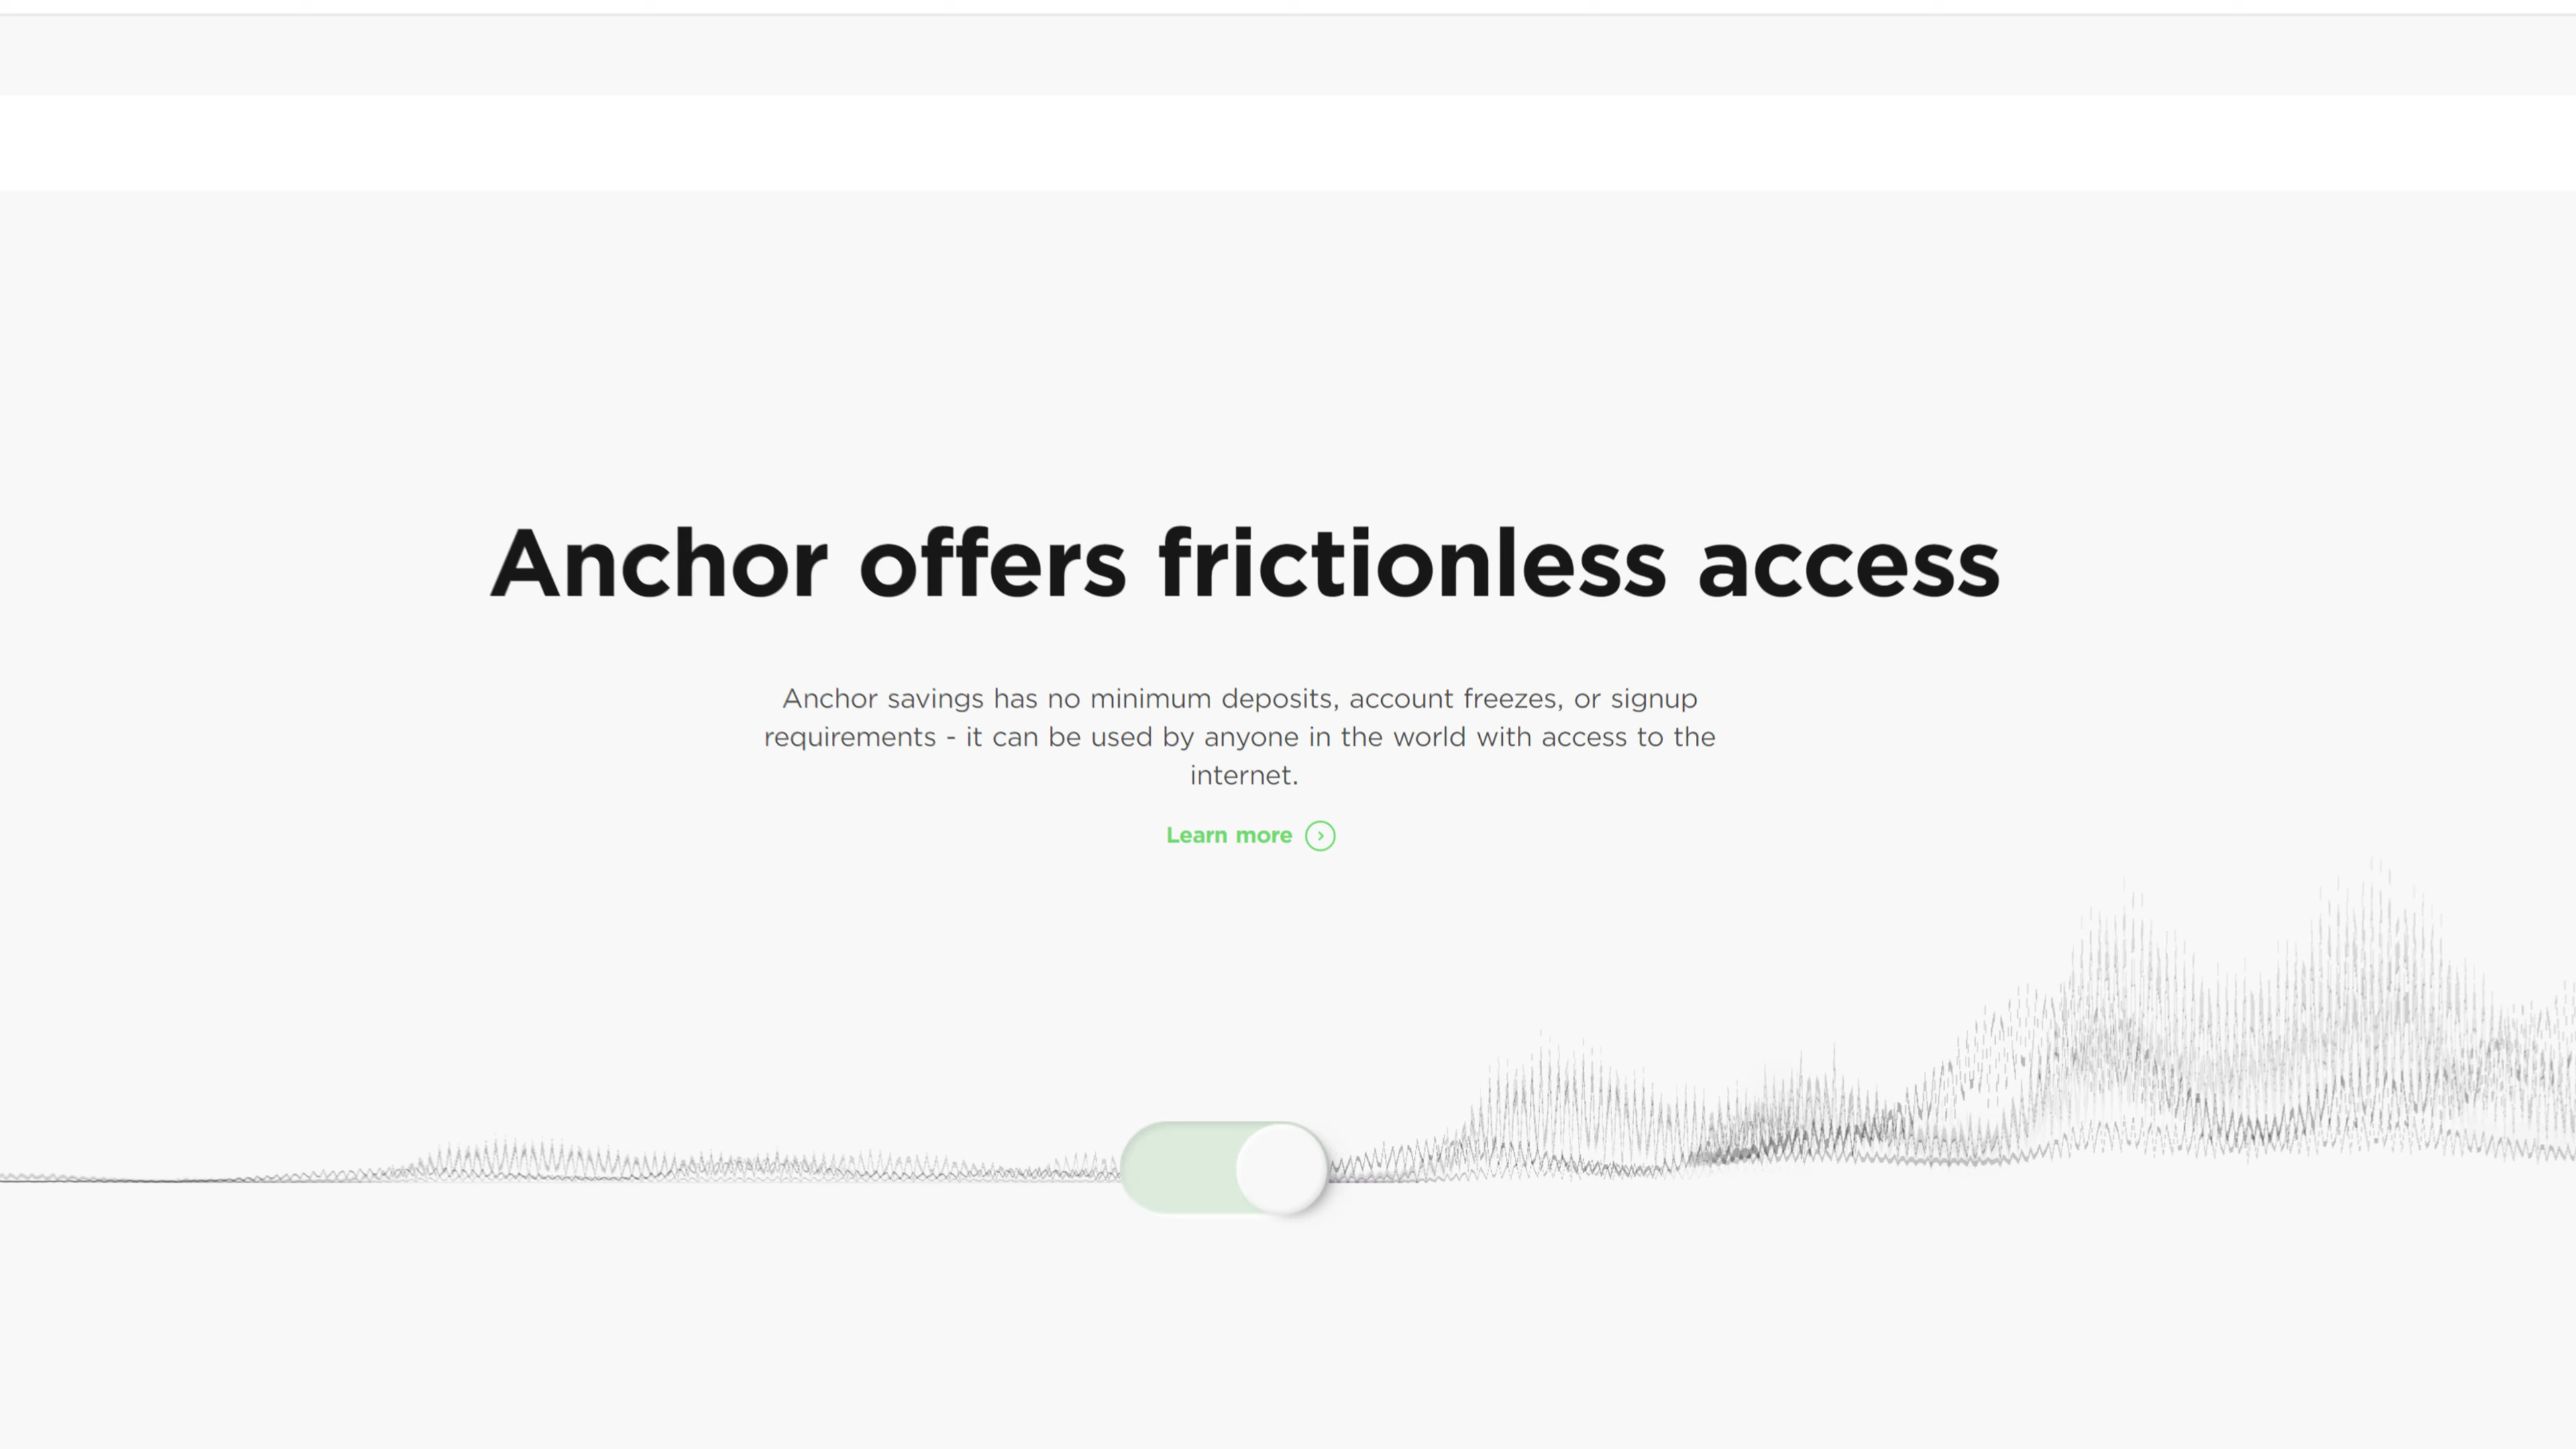 Anchor offers frictionless access
Anchor savings has no minimum deposits, account freezes, or signup
requirements - it can be used by anyone in the world with access to the
internet.
Learn more